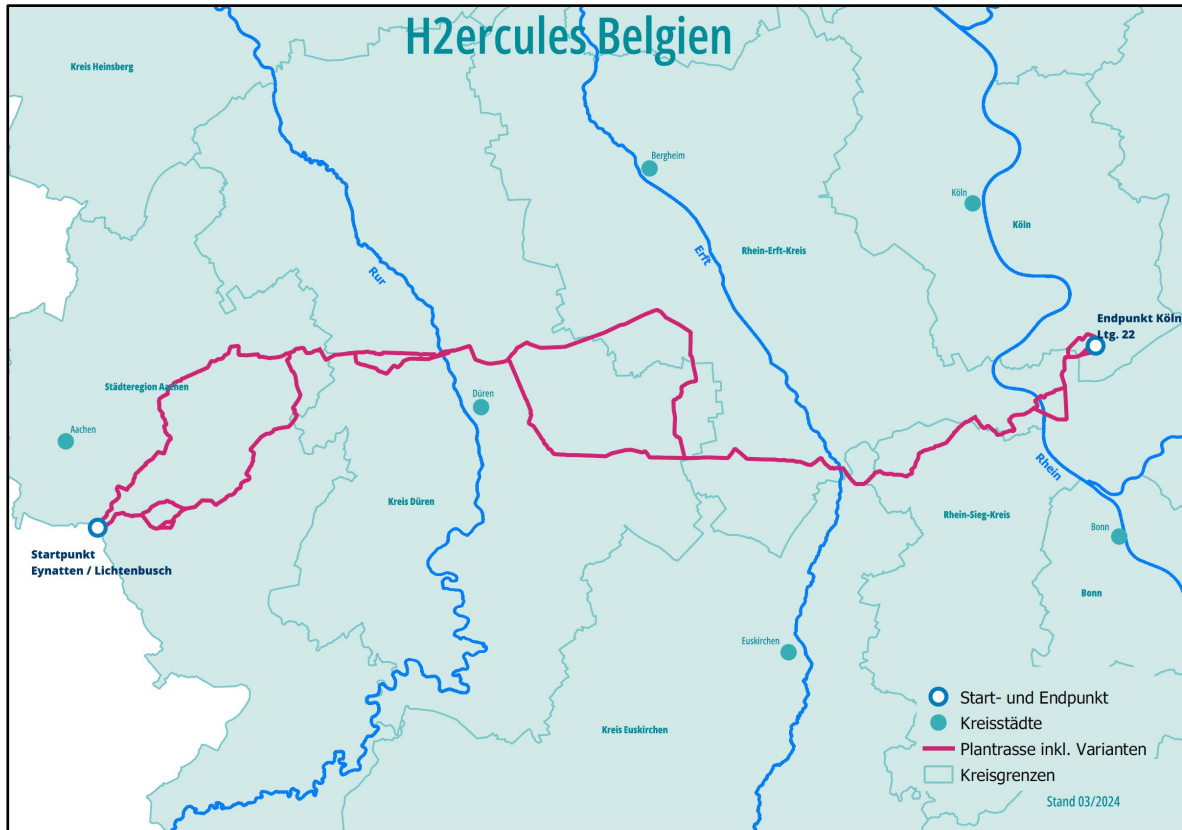 H2ercules Belgien
Kreis Heinsberg
Bergheim
Köln
Köln
Rhein-Erft-Kreis
Erft
Rur
Endpunkt Köln
Ltg. 22
Städteregion Aachen
Düren
Aachen
Rhein
Kreis Düren
Rhein-Sieg-Kreis
Bonn
Startpunkt
Eynatten / Lichtenbusch
Bonn
Euskirchen
Kreis Euskirchen
Start- und Endpunkt
Kreisstädte
Plantrasse inkl. Varianten
Kreisgrenzen
Stand 03/2024